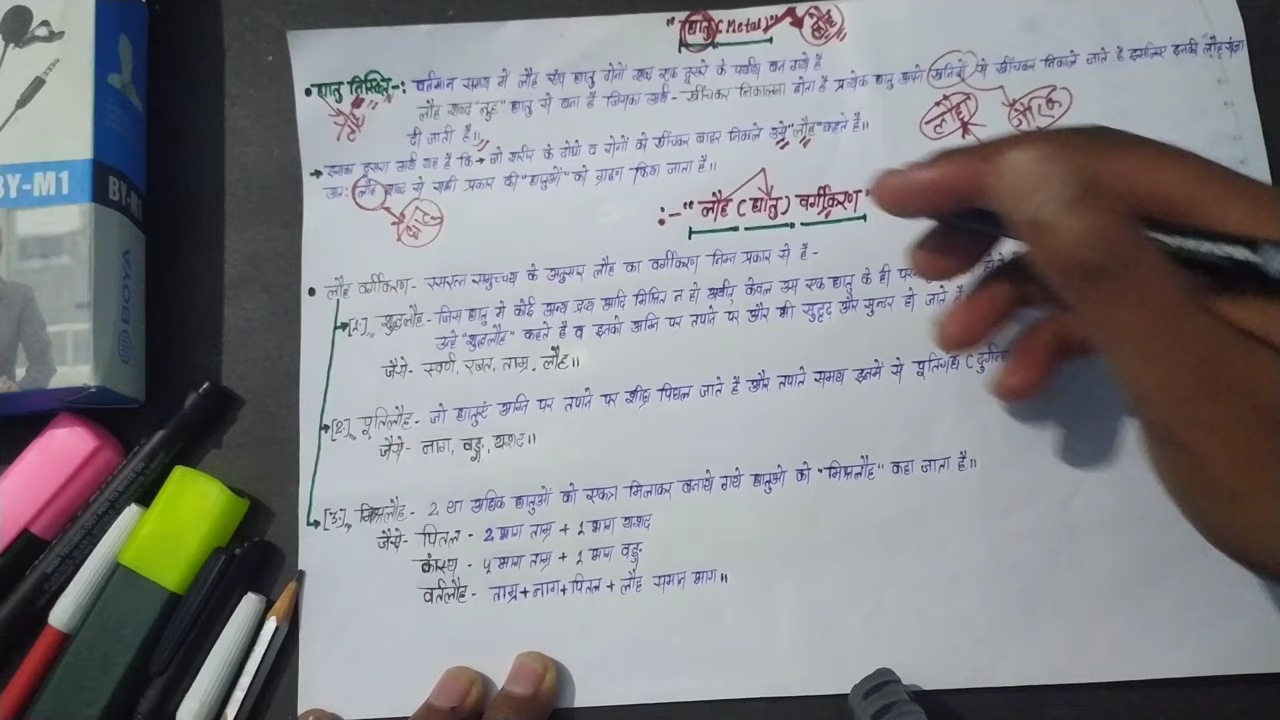 "धातु (Metal)" लौह
• धातु निरुक्ति -: वर्तमान समय में लौह एवं धातु दोनों शब्द एक दूसरे के पर्याय बन गये है
लौह शब्द "लुह" धातु से बना है जिसका अर्थ - खींचकर निकालना होता है प्रत्येक धातु अपने खनिजों से खींचकर निकाले जाते है इसलिए इनकी लौह संज्ञा
दी जाती है॥
लौह
लोहा
→ इसका दूसरा अर्थ यह है कि → जो शरीर के दोषो व रोगों को खींचकर बाहर निकाले उसे "लौह" कहते है॥
अतः लौह शब्द से सभी प्रकार की "धातुओं" को ग्रहण किया जाता है॥
धातु
:- "लौह (धातु) वर्गीकरण"
• लौह वर्गीकरण - रसरत्न समुच्चय के अनुसार लौह का वर्गीकरण निम्न प्रकार से है -
[1.] शुद्धलौह - जिस धातु में कोई अन्य द्रव्य आदि मिश्रित न हो अर्थात् केवल उस एक धातु के ही
उन्हें "शुद्धलौह" कहते है व इनको अग्नि पर तपाने पर और भी सुदृढ और सुन्दर हो जाते है
जैसे - स्वर्ण, रजत, ताम्र, लौह॥
[2.] पूतिलौह - जो धातुएं अग्नि पर तपाने पर शीघ्र पिघल जाते है और तपाते समय इनमें से पूतिगंध (
जैसे - नाग, वङ्ग, यशद॥
[3.] मिश्रलौह - 2 या अधिक धातुओं को एकत्र मिलाकर बनाये गये धातुओ को "मिश्रलौह" कहा जाता है॥
जैसे - पितल - 2 भाग ताम्र + 1 भाग यशद
कांस्य - 4 भाग ताम्र + 1 भाग वङ्ग
वर्तलौह - ताम्र + नाग + पितल + लौह समान भाग॥
BY-M1
BY-M1
BOYA